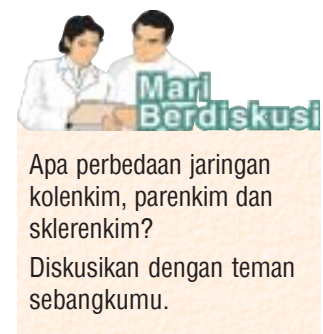 Mari
Berdiskusi
Apa perbedaan jaringan
kolenkim, parenkim dan
sklerenkim?
Diskusikan dengan teman
sebangkumu.